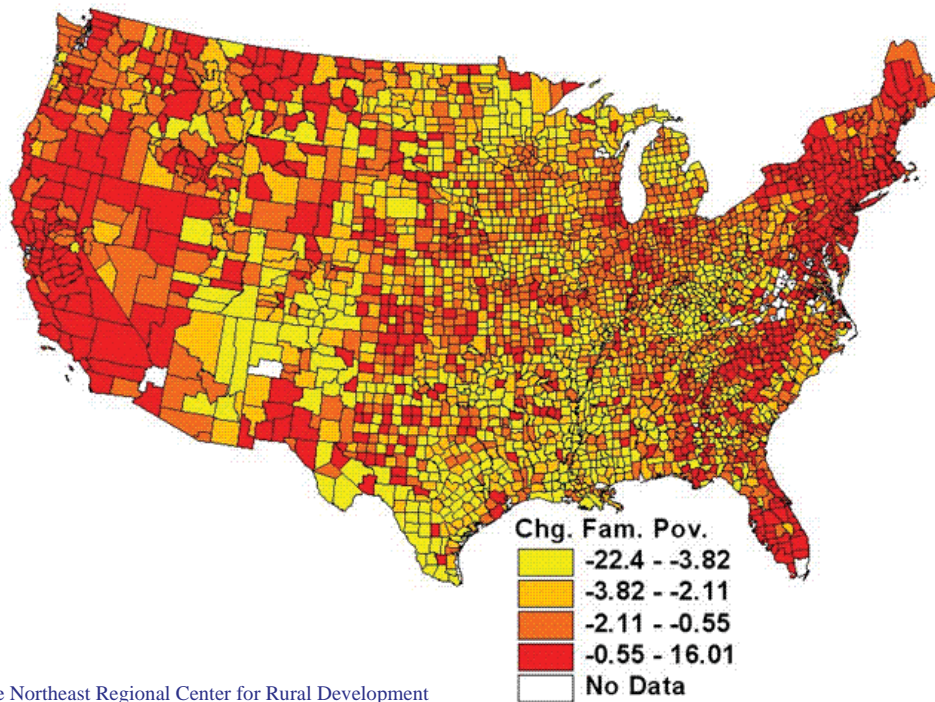 Chg. Fam. Pov.
-22.4 - -3.82
-3.82 - -2.11
-2.11 - -0.55
-0.55 - 16.01
No Data
Northeast Regional Center for Rural Development